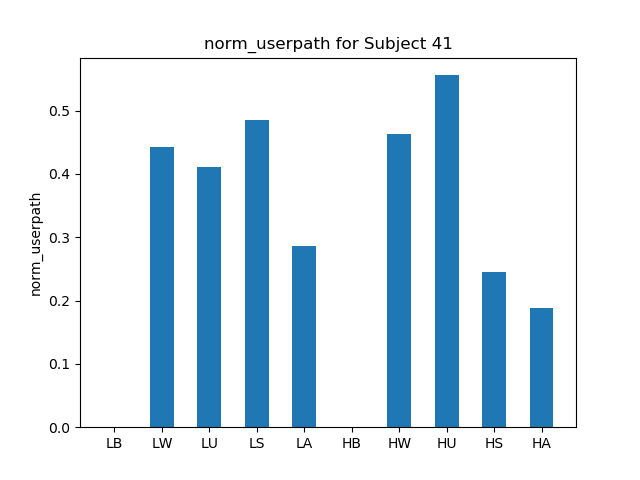 norm_userpath for Subject 41
norm_userpath
0.5
0.4
0.3
0.2
0.1
0.0
LB LW LU LS LA HB HW HU HS HA